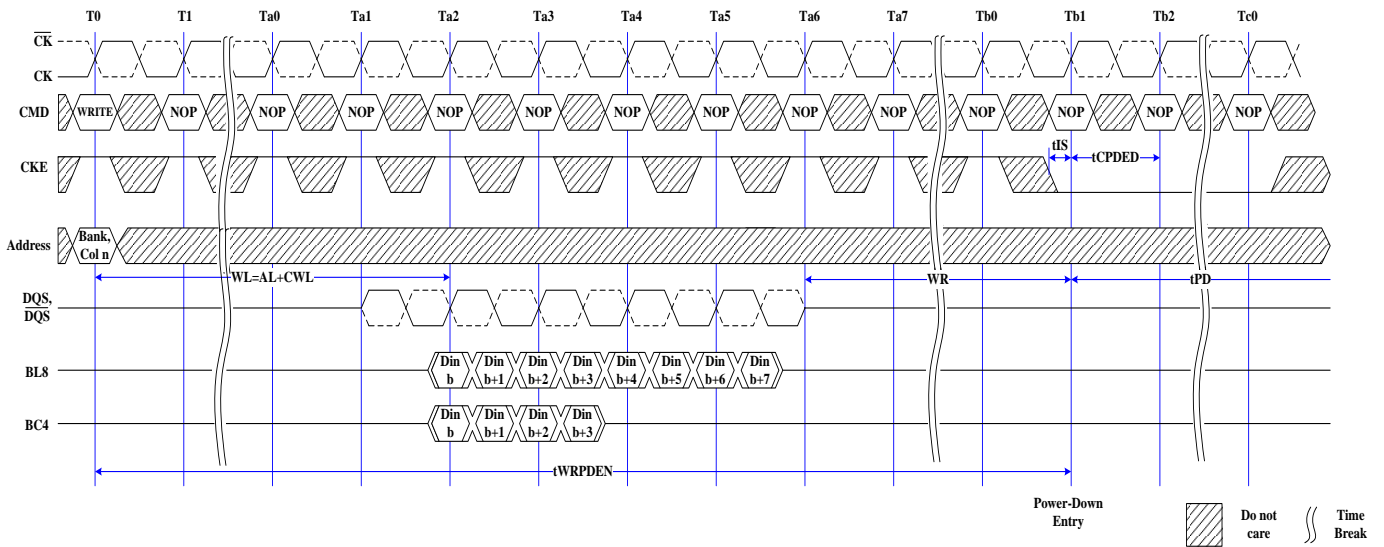 T0 T1 Ta0 Ta1 Ta2 Ta3 Ta4 Ta5 Ta6 Ta7 Tb0 Tb1 Tb2 Tc0
CK
CK
CMD WRITE NOP NOP NOP NOP NOP NOP NOP NOP NOP NOP NOP NOP NOP
tIS
CKE tCPDED
Address Bank,
Col n
WL=AL+CWL WR tPD
DQS,
DQS
BL8 Din b Din b+1 Din b+2 Din b+3 Din b+4 Din b+5 Din b+6 Din b+7
BC4 Din b Din b+1 Din b+2 Din b+3
tWRPDEN
Power-Down
Entry
Do not
care
Time
Break